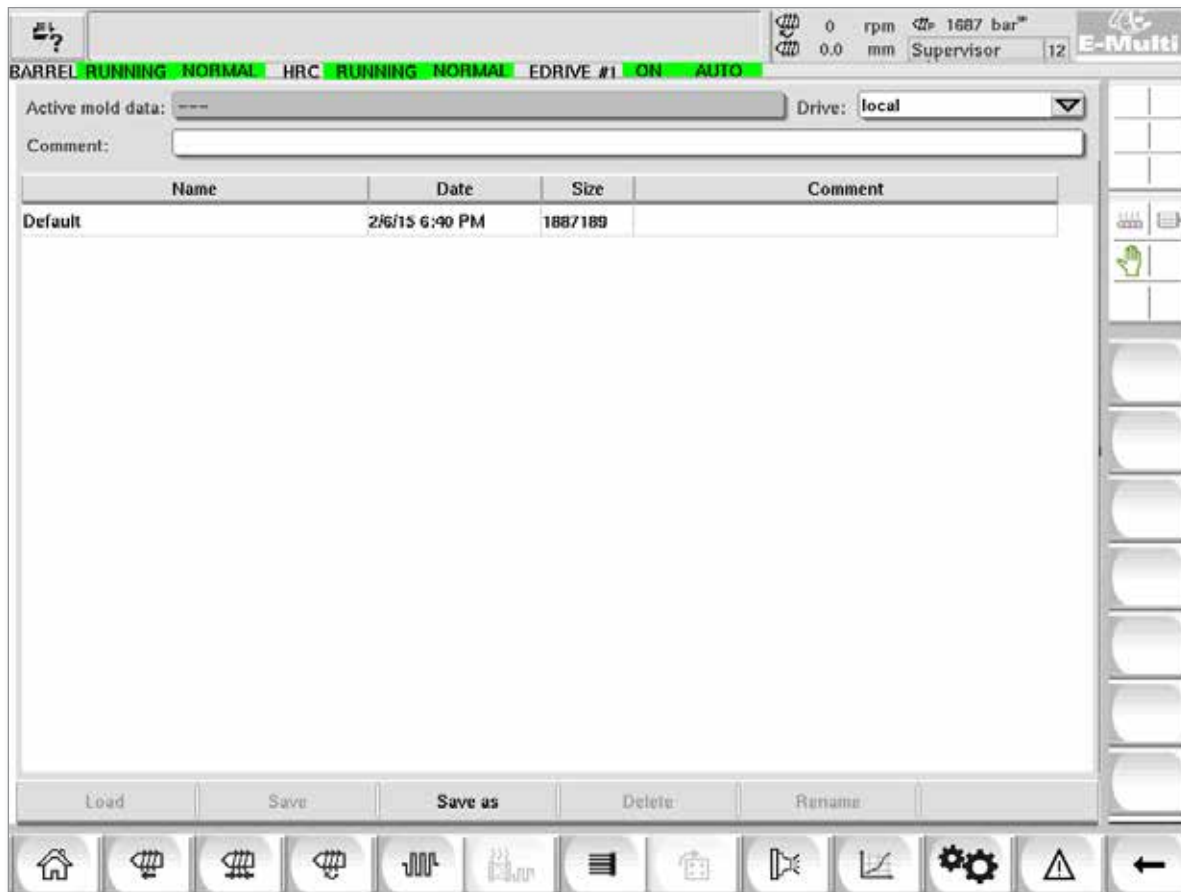 0 rpm 1687 bar
0.0 mm Supervisor 12
E-Multi
BARREL RUNNING NORMAL HRC RUNNING NORMAL EDRIVE #1 ON AUTO
Active mold data: --- Drive: local
Comment:
Name Date Size Comment
Default 2/6/15 6:40 PM 1887189
Load Save Save as Delete Rename